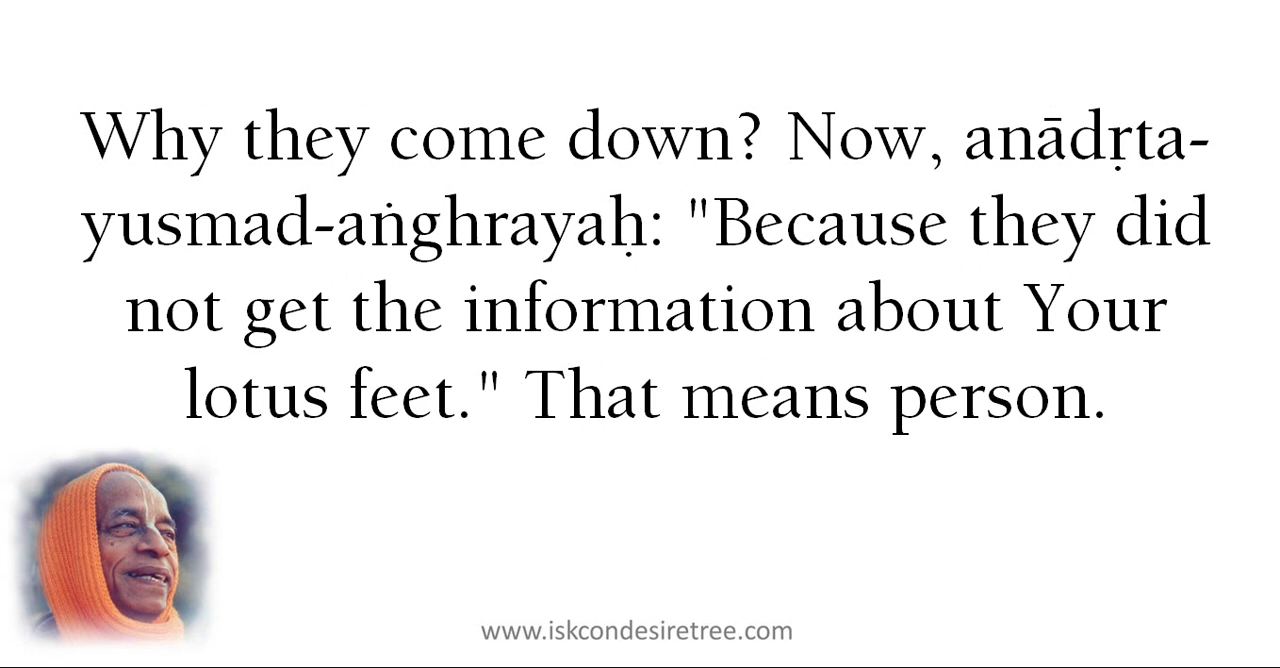 Why they come down? Now, anādṛta-
yusmad-aṅghrayaḥ: "Because they did
not get the information about Your
lotus feet." That means person.
www.iskcondesiretree.com